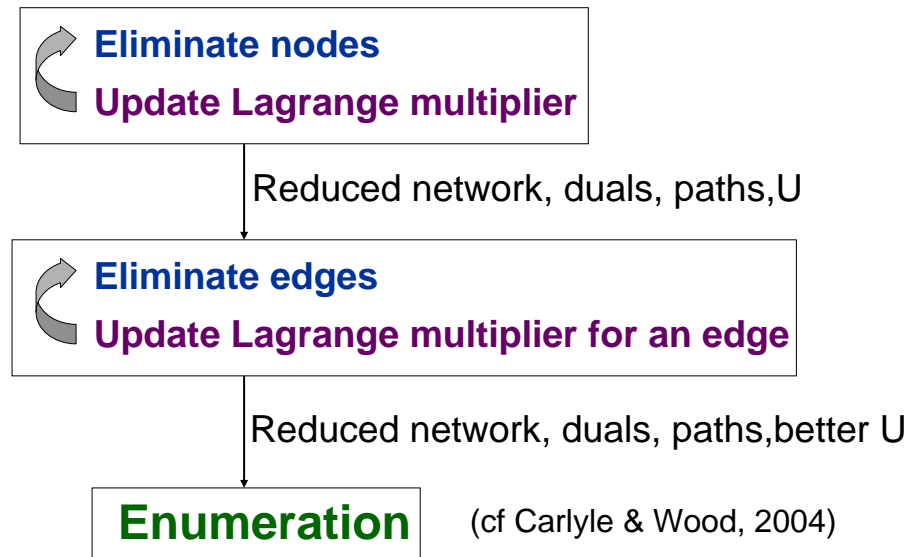 Eliminate nodes
Update Lagrange multiplier
Reduced network, duals, paths,U
Eliminate edges
Update Lagrange multiplier for an edge
Reduced network, duals, paths,better U
Enumeration (cf Carlyle & Wood, 2004)